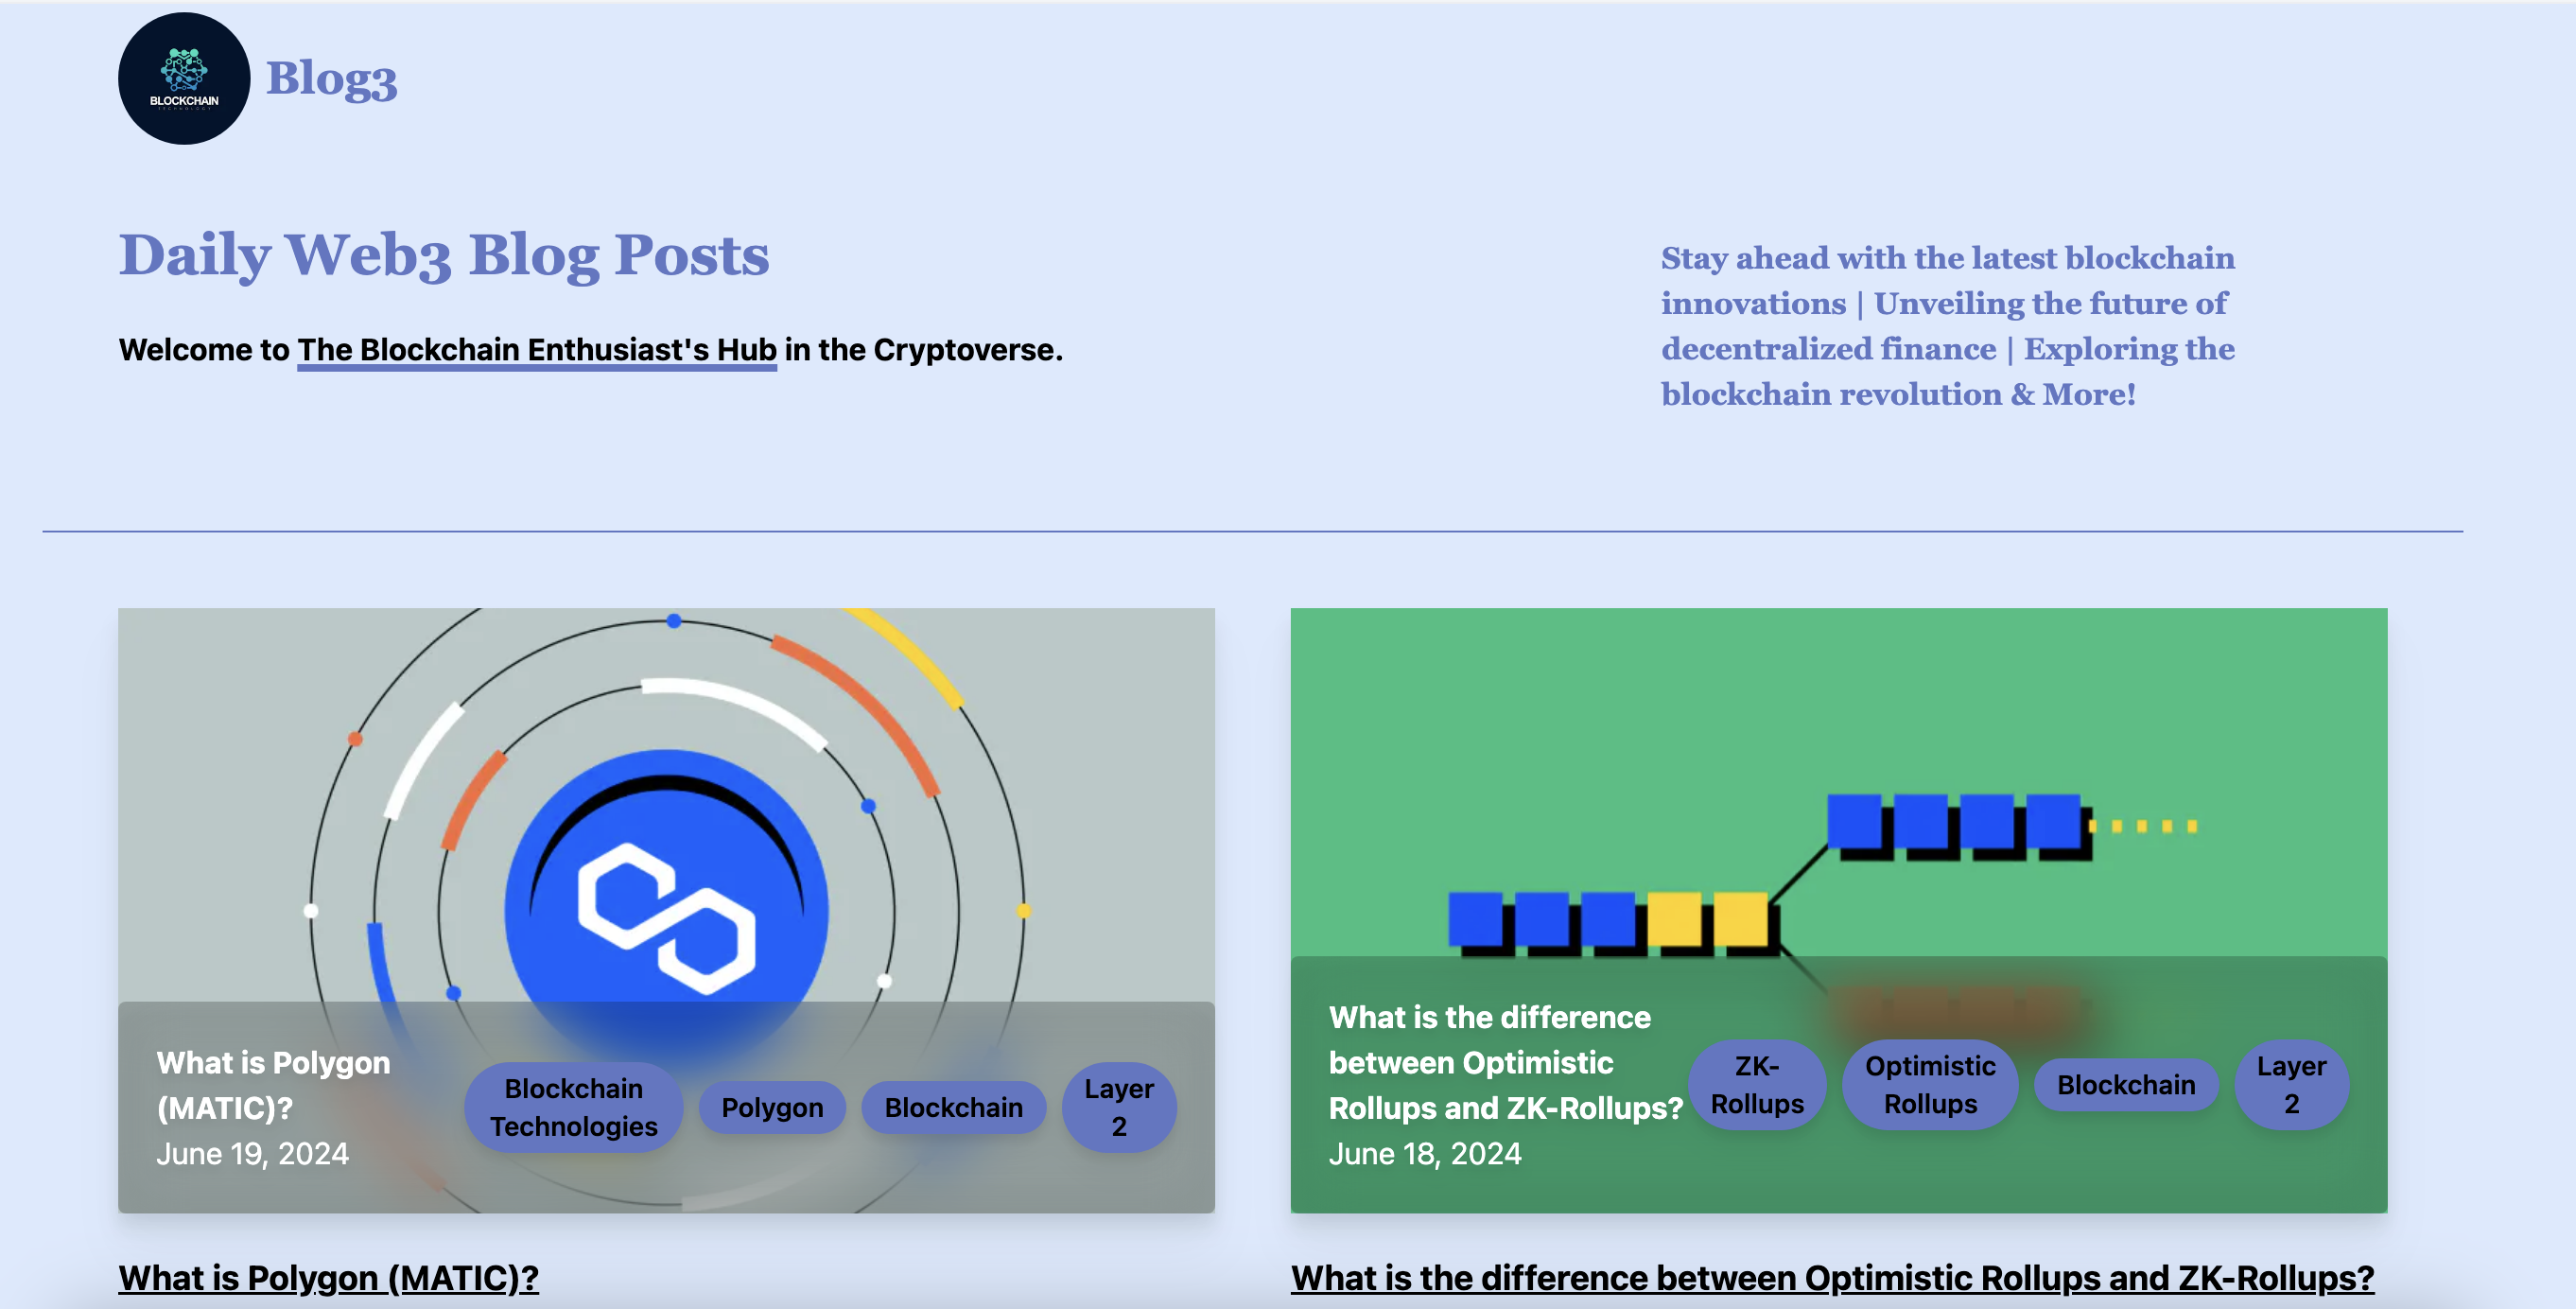 BLOCKCHAIN
TECHNOLOGY
Blog3
Daily Web3 Blog Posts
Welcome to The Blockchain Enthusiast's Hub in the Cryptoverse.
Stay ahead with the latest blockchain
innovations | Unveiling the future of
decentralized finance | Exploring the
blockchain revolution & More!
What is Polygon
(MATIC)?
June 19, 2024
Blockchain
Technologies
Polygon
Blockchain
Layer
2
What is the difference
between Optimistic
Rollups and ZK-Rollups?
June 18, 2024
ZK-
Rollups
Optimistic
Rollups
Blockchain
Layer
2
What is Polygon (MATIC)?
What is the difference between Optimistic Rollups and ZK-Rollups?